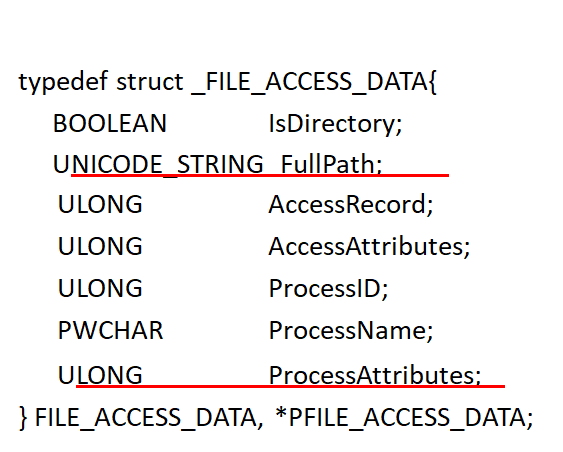 typedef struct _FILE_ACCESS_DATA{
BOOLEAN IsDirectory;
UNICODE_STRING FullPath;
ULONG AccessRecord;
ULONG AccessAttributes;
ULONG ProcessID;
PWCHAR ProcessName;
ULONG ProcessAttributes;
} FILE_ACCESS_DATA, *PFILE_ACCESS_DATA;